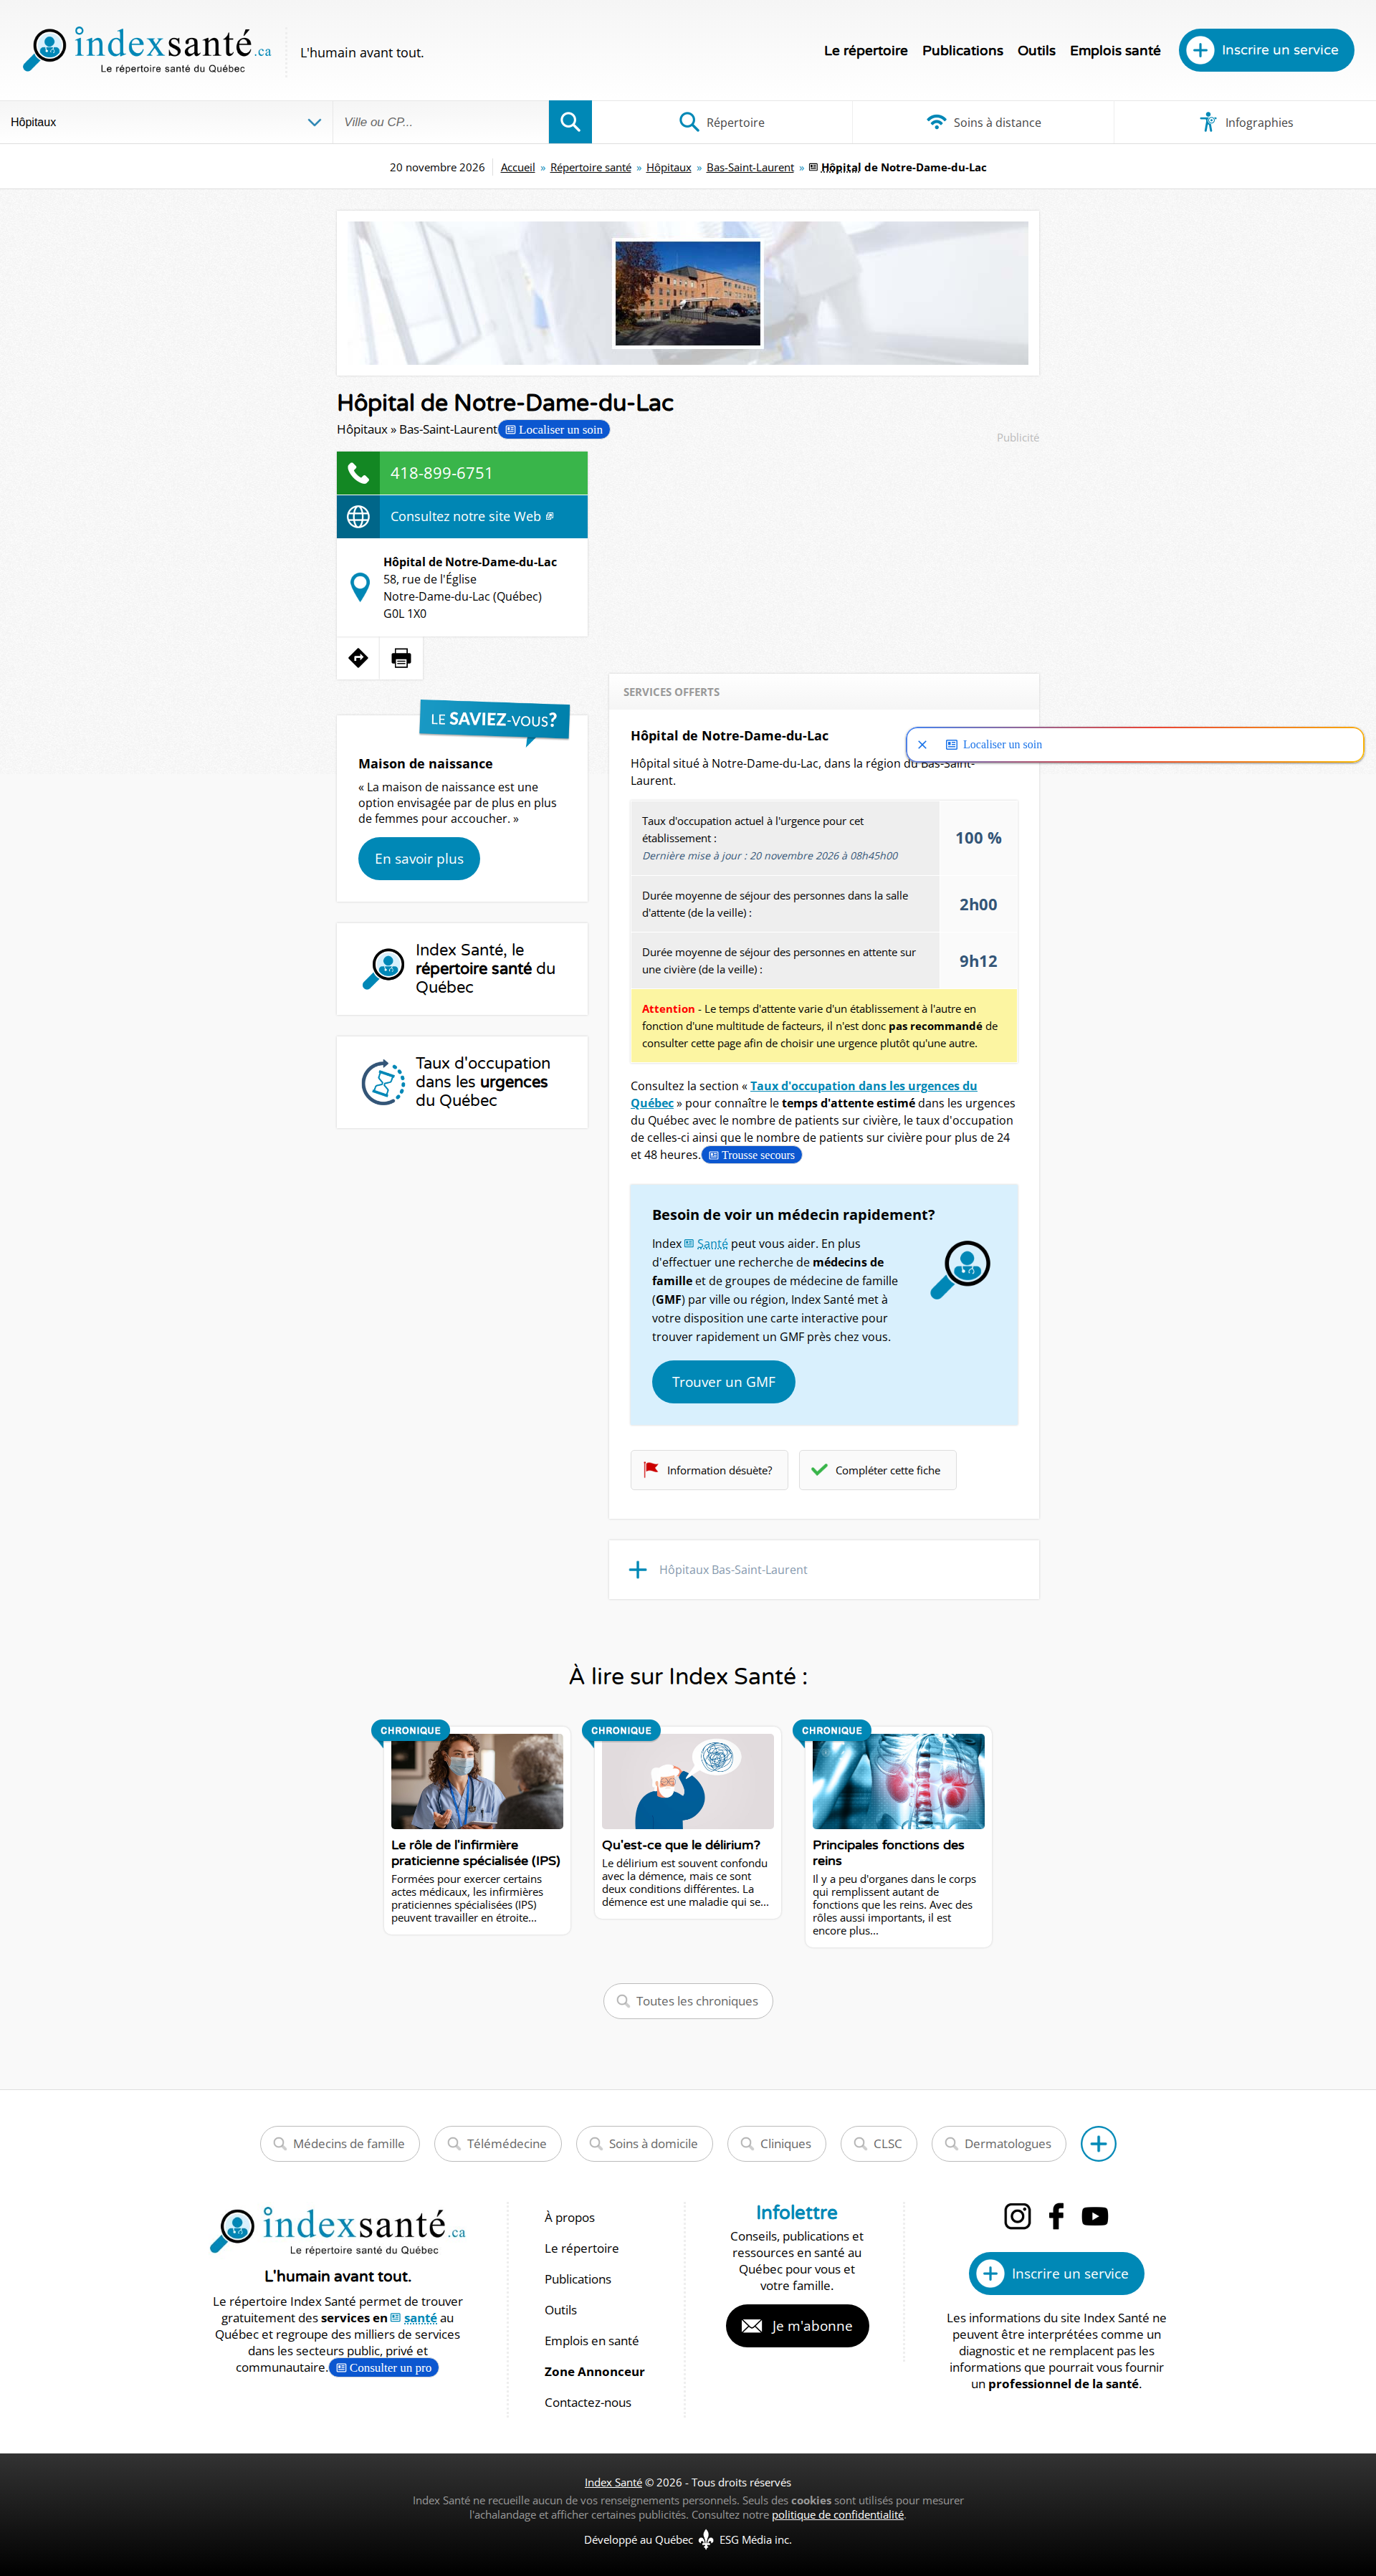 indexsanté.ca
Le répertoire santé du Québec
L'humain avant tout.
Le répertoire
Publications
Outils
Emplois santé
Inscrire un service
Hôpitaux
Ville ou CP...
Répertoire
Soins à distance
Infographies
20 novembre 2026
Accueil » Répertoire santé » Hôpitaux » Bas-Saint-Laurent » Hôpital de Notre-Dame-du-Lac
Hôpital de Notre-Dame-du-Lac
Hôpitaux » Bas-Saint-Laurent Localiser un soin
Publicité
418-899-6751
Consultez notre site Web
Hôpital de Notre-Dame-du-Lac
58, rue de l'Église
Notre-Dame-du-Lac (Québec)
G0L 1X0
LE SAVIEZ-VOUS?
Maison de naissance
« La maison de naissance est une
option envisagée par de plus en plus
de femmes pour accoucher. »
En savoir plus
Index Santé, le
répertoire santé du
Québec
Taux d'occupation
dans les urgences
du Québec
SERVICES OFFERTS
Hôpital de Notre-Dame-du-Lac
Localiser un soin
Hôpital situé à Notre-Dame-du-Lac, dans la région du Bas-Saint-
Laurent.
Taux d'occupation actuel à l'urgence pour cet
établissement :
Dernière mise à jour : 20 novembre 2026 à 08h45h00
100 %
Durée moyenne de séjour des personnes dans la salle
d'attente (de la veille) :
2h00
Durée moyenne de séjour des personnes en attente sur
une civière (de la veille) :
9h12
Attention - Le temps d'attente varie d'un établissement à l'autre en
fonction d'une multitude de facteurs, il n'est donc pas recommandé de
consulter cette page afin de choisir une urgence plutôt qu'une autre.
Consultez la section « Taux d'occupation dans les urgences du
Québec » pour connaître le temps d'attente estimé dans les urgences
du Québec avec le nombre de patients sur civière, le taux d'occupation
de celles-ci ainsi que le nombre de patients sur civière pour plus de 24
et 48 heures. Trousse secours
Besoin de voir un médecin rapidement?
Index Santé peut vous aider. En plus
d'effectuer une recherche de médecins de
famille et de groupes de médecine de famille
(GMF) par ville ou région, Index Santé met à
votre disposition une carte interactive pour
trouver rapidement un GMF près chez vous.
Trouver un GMF
Information désuète?
Compléter cette fiche
Hôpitaux Bas-Saint-Laurent
À lire sur Index Santé :
CHRONIQUE
Le rôle de l'infirmière
praticienne spécialisée (IPS)
Formées pour exercer certains
actes médicaux, les infirmières
praticiennes spécialisées (IPS)
peuvent travailler en étroite...
CHRONIQUE
Qu'est-ce que le délirium?
Le délirium est souvent confondu
avec la démence, mais ce sont
deux conditions différentes. La
démence est une maladie qui se...
CHRONIQUE
Principales fonctions des
reins
Il y a peu d'organes dans le corps
qui remplissent autant de
fonctions que les reins. Avec des
rôles aussi importants, il est
encore plus...
Toutes les chroniques
Médecins de famille
Télémédecine
Soins à domicile
Cliniques
CLSC
Dermatologues
indexsanté.ca
Le répertoire santé du Québec
L'humain avant tout.
Le répertoire Index Santé permet de trouver
gratuitement des services en santé au
Québec et regroupe des milliers de services
dans les secteurs public, privé et
communautaire. Consulter un pro
À propos
Le répertoire
Publications
Outils
Emplois en santé
Zone Annonceur
Contactez-nous
Infolettre
Conseils, publications et
ressources en santé au
Québec pour vous et
votre famille.
Je m'abonne
Inscrire un service
Les informations du site Index Santé ne
peuvent être interprétées comme un
diagnostic et ne remplacent pas les
informations que pourrait vous fournir
un professionnel de la santé.
Index Santé © 2026 - Tous droits réservés
Index Santé ne recueille aucun de vos renseignements personnels. Seuls des cookies sont utilisés pour mesurer
l'achalandage et afficher certaines publicités. Consultez notre politique de confidentialité.
Développé au Québec ESG Média inc.